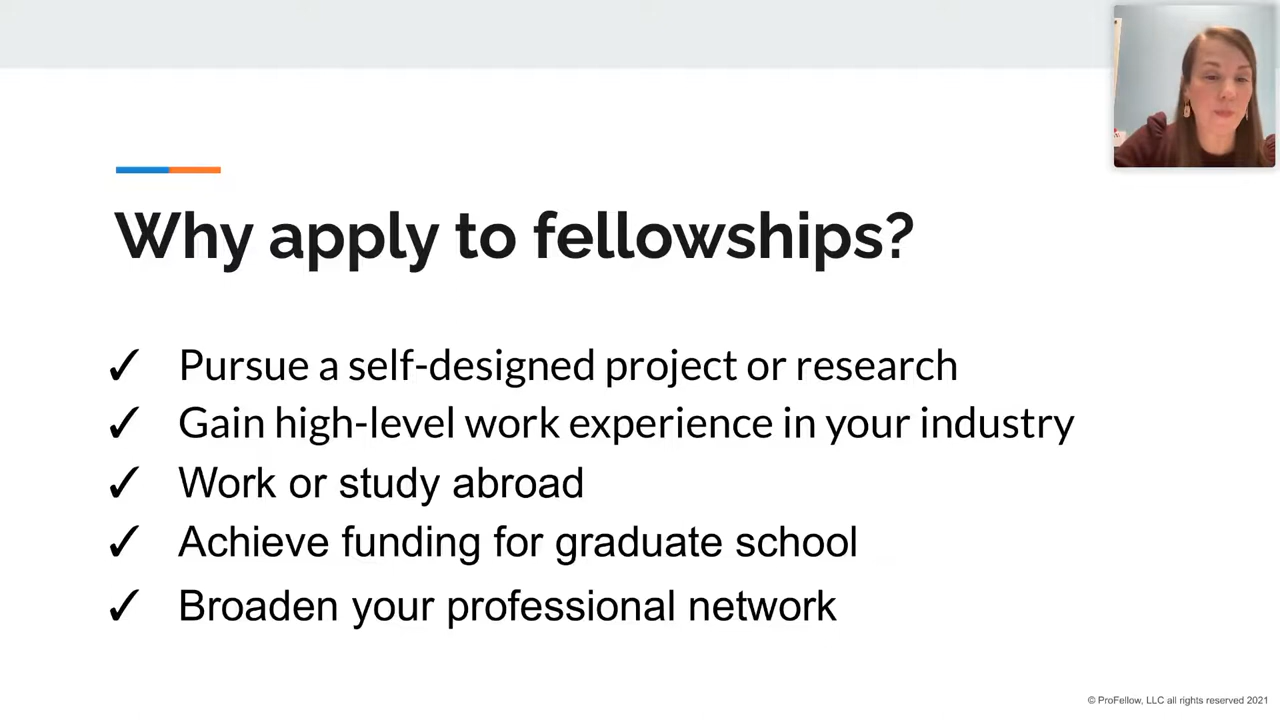 Why apply to fellowships?
✓ Pursue a self-designed project or research
✓ Gain high-level work experience in your industry
✓ Work or study abroad
✓ Achieve funding for graduate school
✓ Broaden your professional network
© ProFellow, LLC all rights reserved 2021